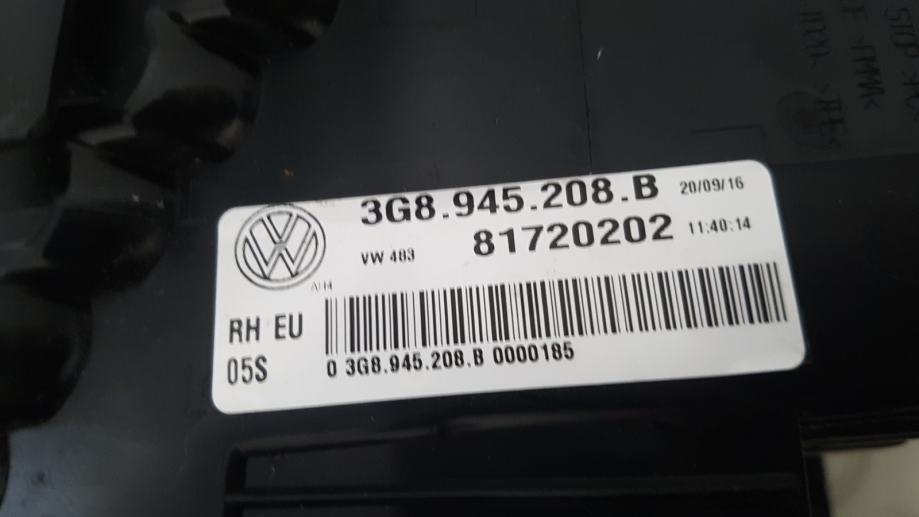 3G8.945.208.B 20/09/16
VW 483 81720202 11:40:14
RH EU
05S
0 3G8.945.208.B 0000185